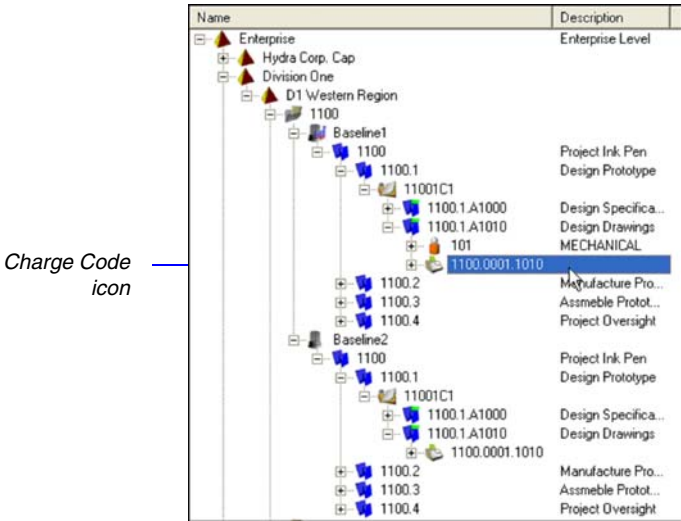 Name Description
Enterprise Enterprise Level
Hydra Corp. Cap
Division One
D1 Western Region
1100
Baseline1
1100 Project Ink Pen
1100.1 Design Prototype
11001C1
1100.1.A1000 Design Specifica...
1100.1.A1010 Design Drawings
101 MECHANICAL
Charge Code
icon
1100.0001.1010
1100.2 Manufacture Pro...
1100.3 Assmeble Protot...
1100.4 Project Oversight
Baseline2
1100 Project Ink Pen
1100.1 Design Prototype
11001C1
1100.1.A1000 Design Specifica...
1100.1.A1010 Design Drawings
1100.0001.1010
1100.2 Manufacture Pro...
1100.3 Assmeble Protot...
1100.4 Project Oversight